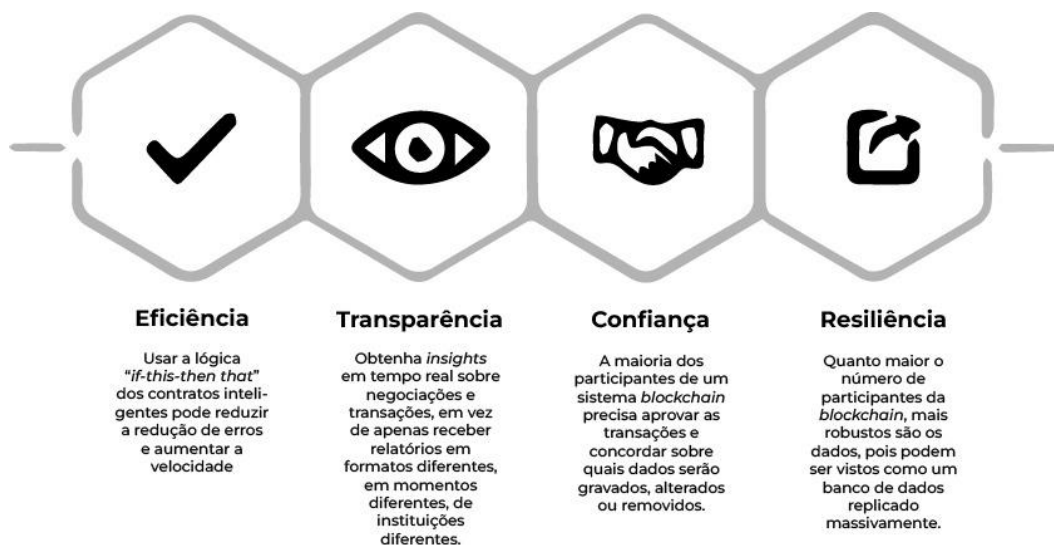 Eficiência
Usar a lógica
“if-this-then that”
dos contratos inteli-
gentes pode reduzir
a redução de erros
e aumentar a
velocidade
Transparência
Obtenha insights
em tempo real sobre
negociações e
transações, em vez
de apenas receber
relatórios em
formatos diferentes,
em momentos
diferentes, de
instituições
diferentes.
Confiança
A maioria dos
participantes de um
sistema blockchain
precisa aprovar as
transações e
concordar sobre
quais dados serão
gravados, alterados
ou removidos.
Resiliência
Quanto maior o
número de
participantes da
blockchain, mais
robustos são os
dados, pois podem
ser vistos como um
banco de dados
replicado
massivamente.